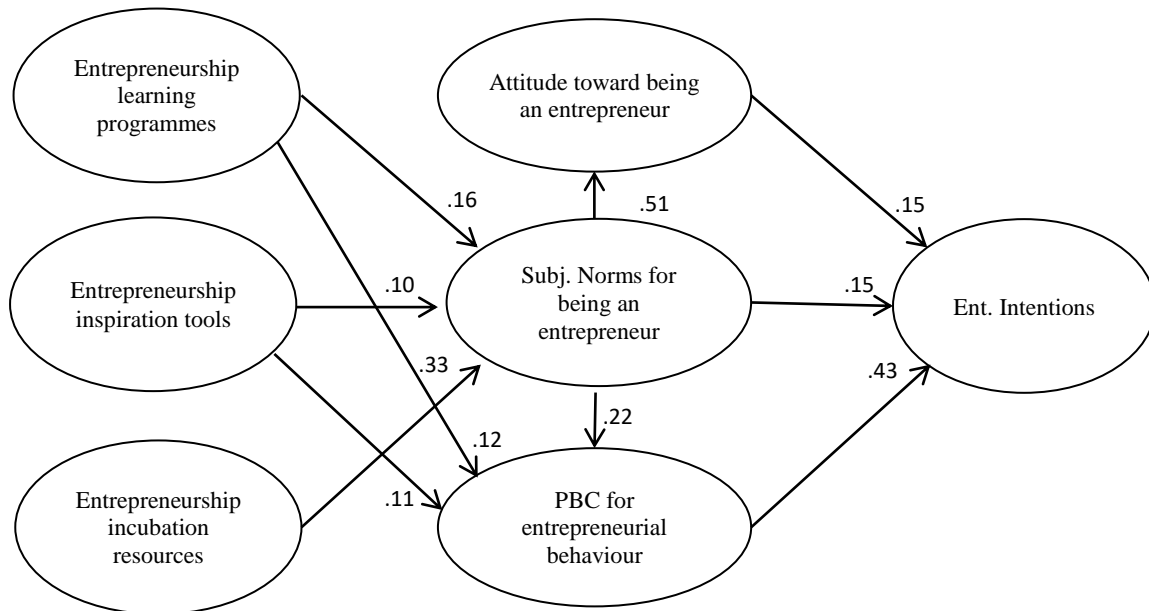 Entrepreneurship
learning
programmes
Attitude toward being
an entrepreneur
.16
.51
.15
Entrepreneurship
inspiration tools
.10
Subj. Norms for
being an
entrepreneur
.15
Ent. Intentions
.33
.43
.22
.12
.11
Entrepreneurship
incubation
resources
PBC for
entrepreneurial
behaviour